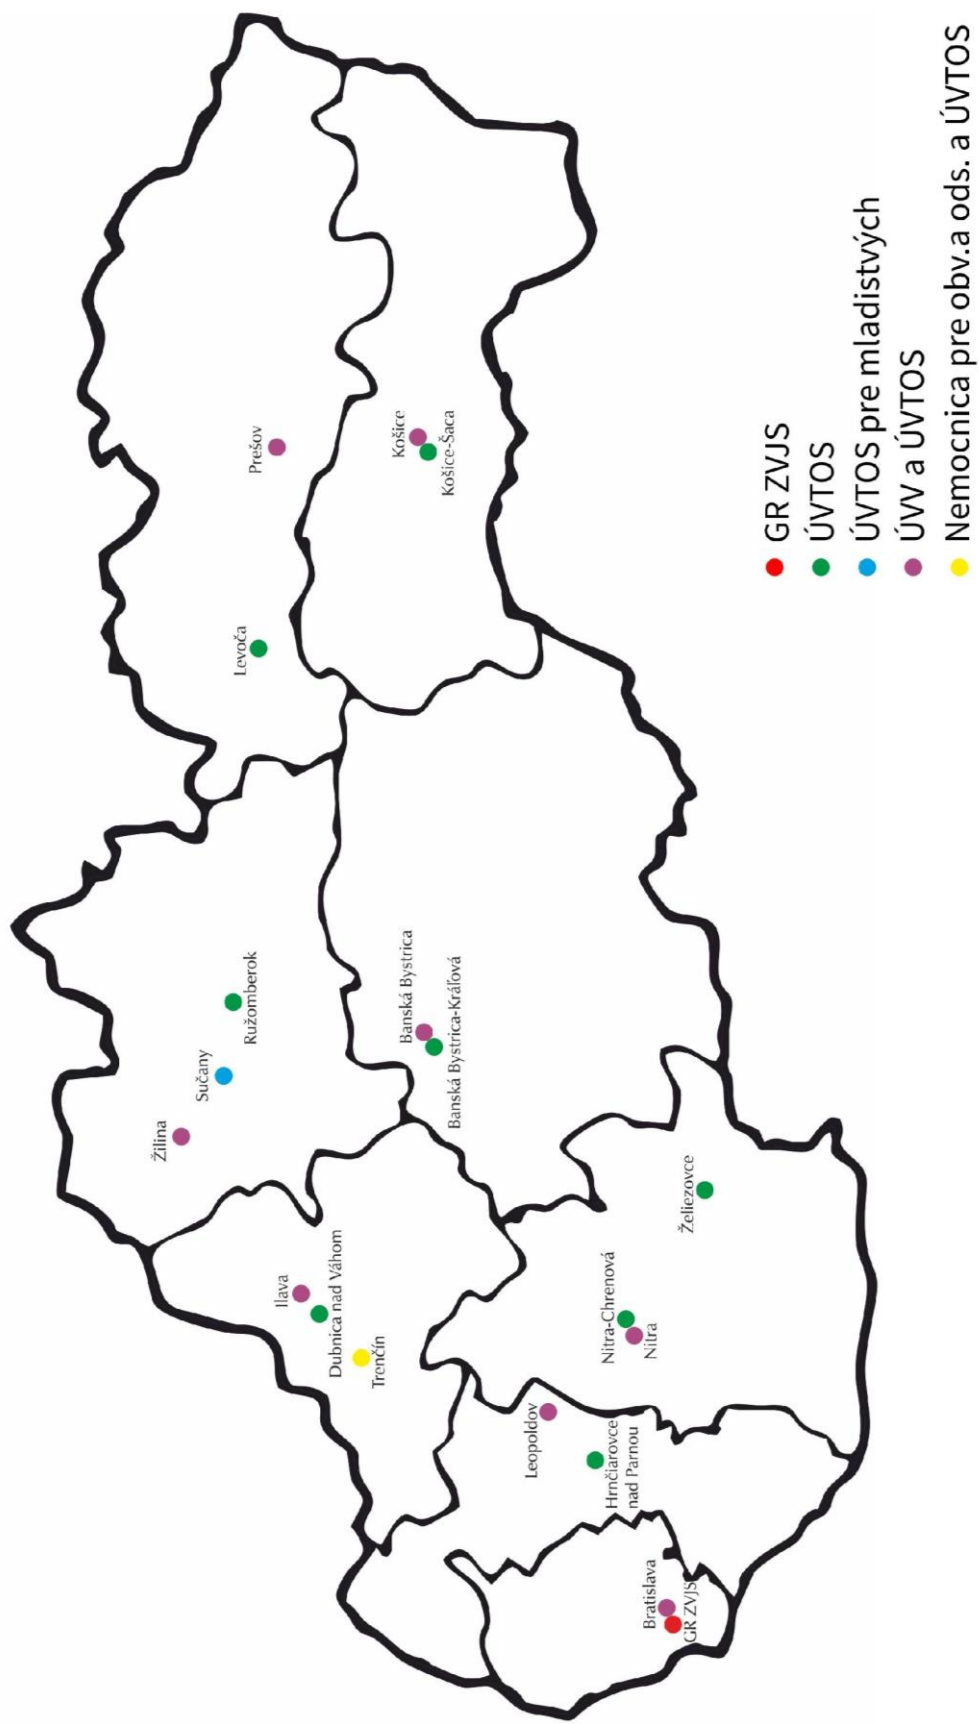 Žilina
Sučany
Ružomberok
Levoča
Prešov
Ilava
Dubnica nad Váhom
Trenčín
Banská Bystrica
Banská Bystrica-Kráľová
Košice
Košice-Šaca
Leopoldov
Hrnčiarovce
nad Parnou
Nitra-Chrenová
Nitra
Želiezovce
Bratislava
GR ZVJS
GR ZVJS
ÚVTOS
ÚVTOS pre mladistvých
ÚVV a ÚVTOS
Nemocnica pre obv.a ods. a ÚVTOS